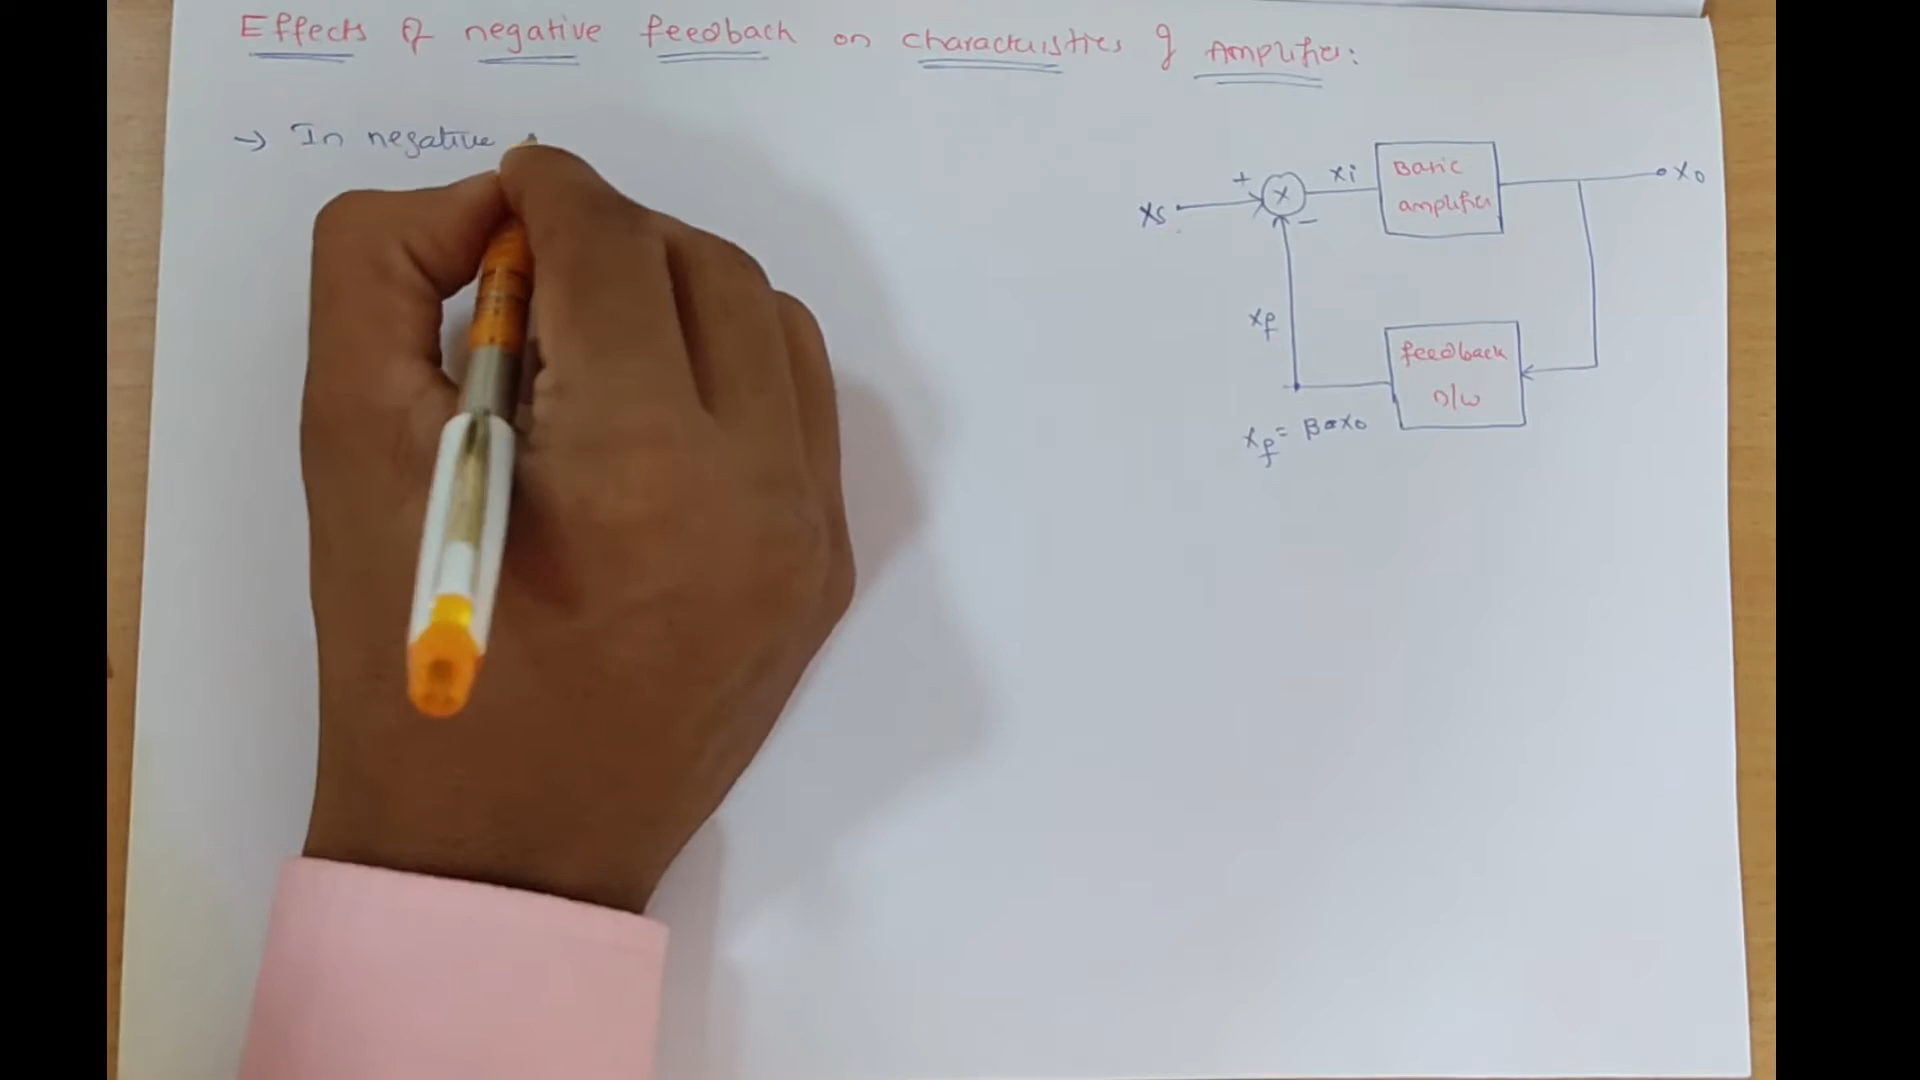 Effects of negative feedback on characteristics of Amplifier:
→ In negative
Xs
+
X
-
Xi
Basic
amplifier
Xo
Xf
feedback
n/w
Xf = β Xo